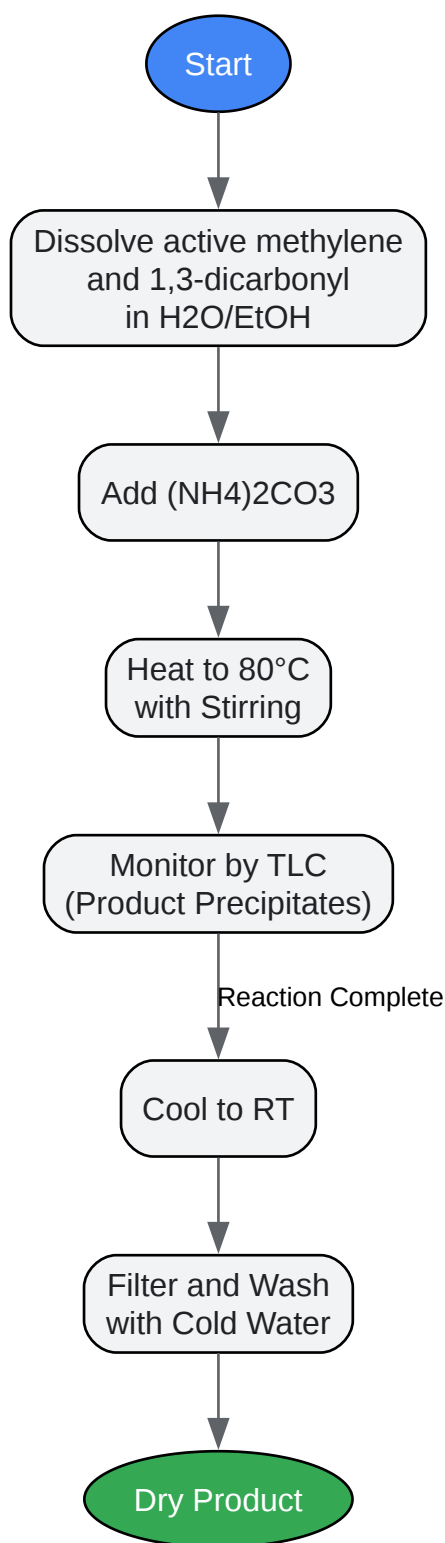 Start
Dissolve active methylene
and 1,3-dicarbonyl
in H2O/EtOH
Add (NH4)2CO3
Heat to 80°C
with Stirring
Monitor by TLC
(Product Precipitates)
Reaction Complete
Cool to RT
Filter and Wash
with Cold Water
Dry Product